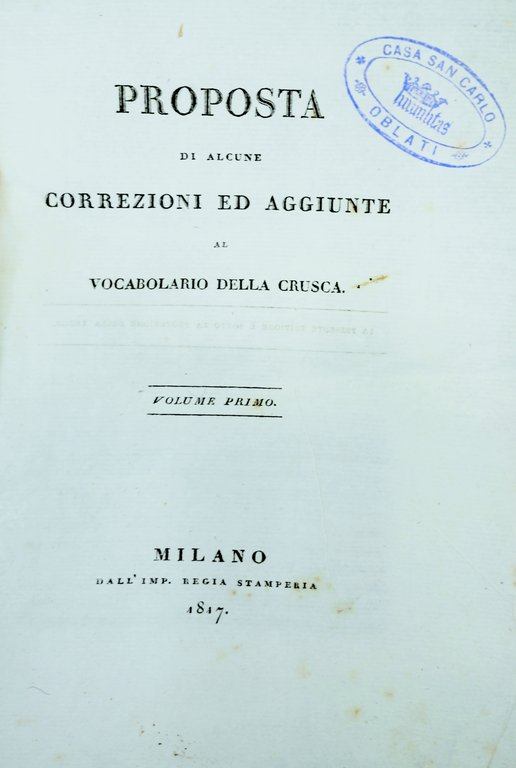 PROPOSTA
DI ALCUNE
CORREZIONI ED AGGIUNTE
AL
VOCABOLARIO DELLA CRUSCA.
VOLUME PRIMO.
MILANO
DALL' IMP. REGIA STAMPERIA
1817.
CASA SAN CARLO
humilitas
OBLATI